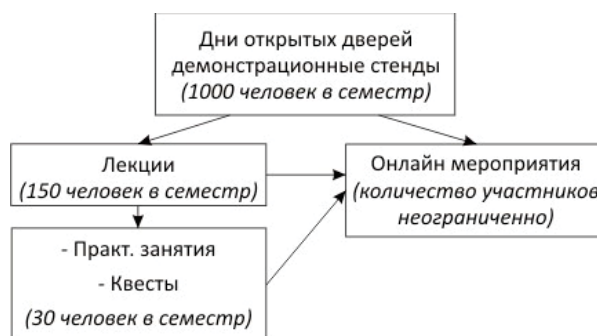 Дни открытых дверей
демонстрационные стенды
(1000 человек в семестр)
Лекции
(150 человек в семестр)
Онлайн мероприятия
(количество участников
неограниченно)
- Практ. занятия
- Квесты
(30 человек в семестр)